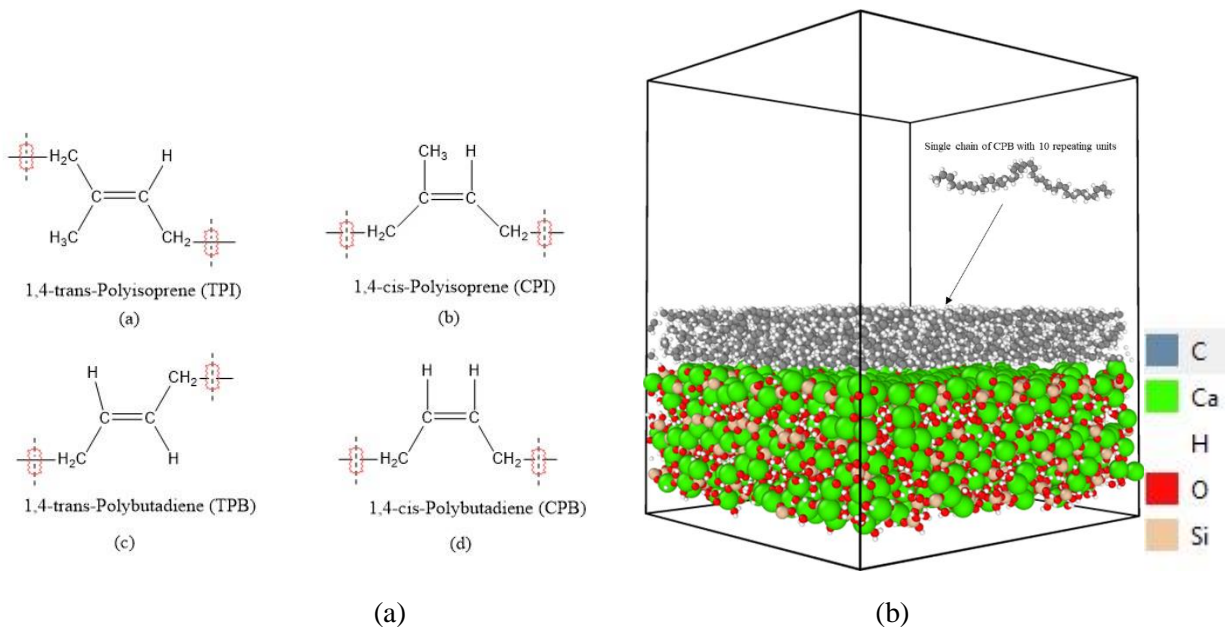 H₂C
H
C
C
H₃C
CH₂
1,4-trans-Polyisoprene (TPI)
(a)
CH₃ H
C C
H₂C CH₂
1,4-cis-Polyisoprene (CPI)
(b)
H
CH₂
C
C
H₂C
H
1,4-trans-Polybutadiene (TPB)
(c)
H H
C C
H₂C CH₂
1,4-cis-Polybutadiene (CPB)
(d)
(a)
Single chain of CPB with 10 repeating units
C
Ca
H
O
Si
(b)